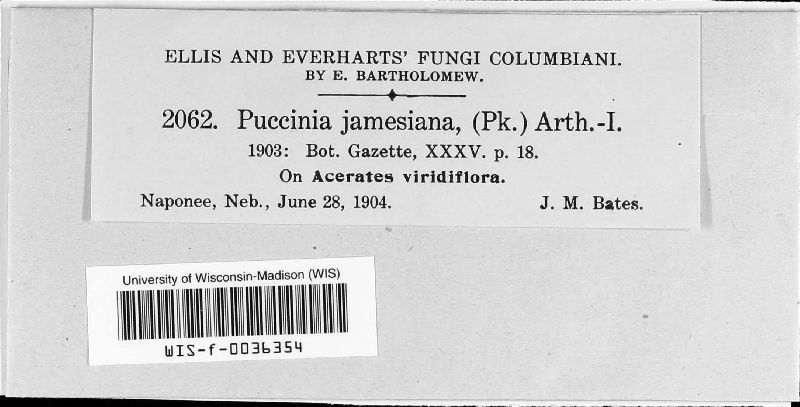 ELLIS AND EVERHARTS' FUNGI COLUMBIANI.
BY E. BARTHOLOMEW.
2062. Puccinia jamesiana, (Pk.) Arth.-I.
1903: Bot. Gazette, XXXV. p. 18.
On Acerates viridiflora.
Naponee, Neb., June 28, 1904. J. M. Bates.
University of Wisconsin-Madison (WIS)
WIS-f-0036354